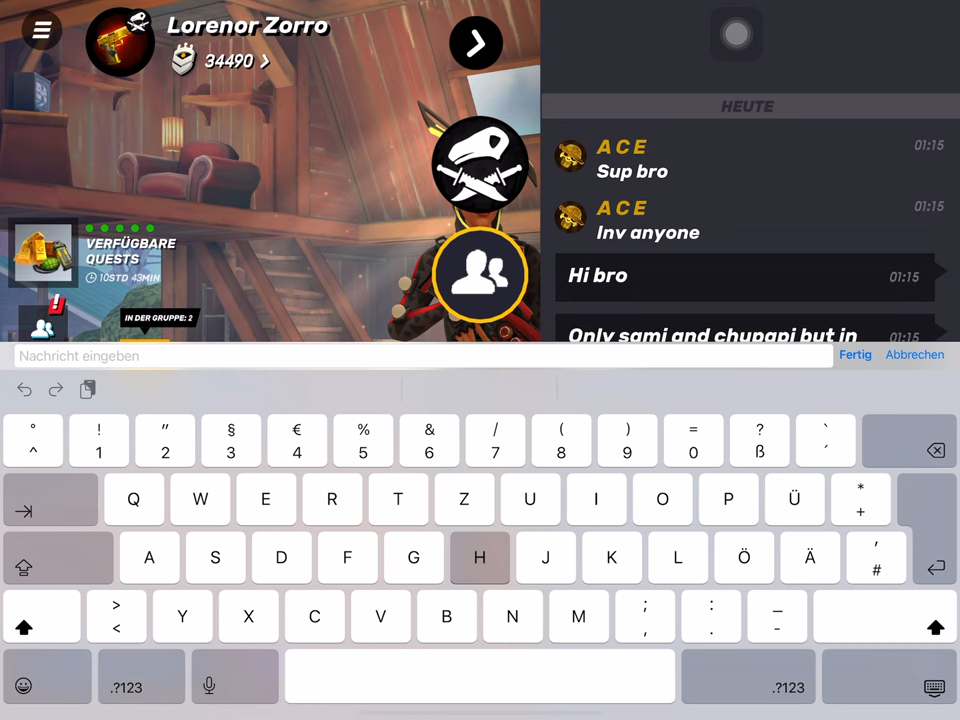 Lorenor Zorro
34490
VERFÜGBARE
QUESTS
10STD 43MIN
IN DER GRUPPE: 2
HEUTE
A C E
01:15
Sup bro
A C E
01:15
Inv anyone
Hi bro
01:15
Only sami and chupapi but in
01:15
Nachricht eingeben
Fertig
Abbrechen
° ! " § € % & / ( ) = ? `
^ 1 2 3 4 5 6 7 8 9 0 ß ´
Q W E R T Z U I O P Ü * +
A S D F G H J K L Ö Ä ' #
> < Y X C V B N M ; , : . _ -
.?123
.?123